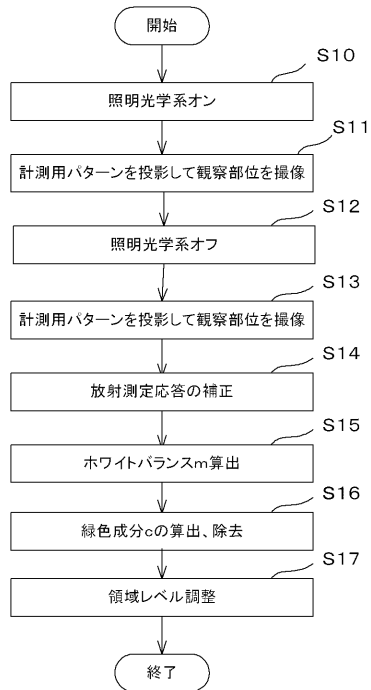 開始
S10
照明光学系オン
S11
計測用パターンを投影して観察部位を撮像
S12
照明光学系オフ
S13
計測用パターンを投影して観察部位を撮像
S14
放射測定応答の補正
S15
ホワイトバランスm算出
S16
緑色成分cの算出、除去
S17
領域レベル調整
終了